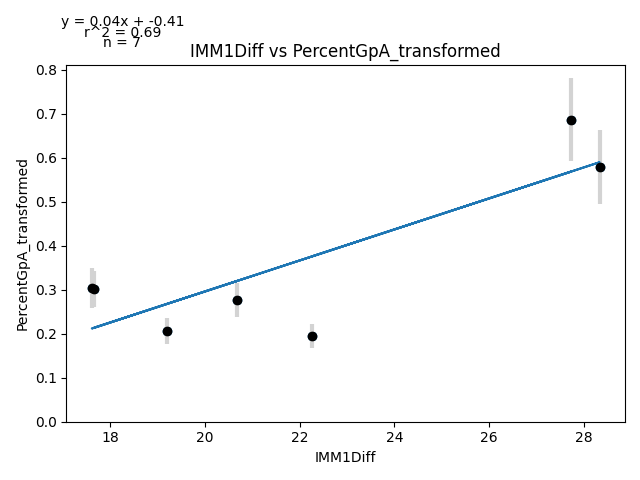 y = 0.04x + -0.41
r^2 = 0.69
n = 7
IMM1Diff vs PercentGpA_transformed
0.8
0.7
0.6
0.5
0.4
0.3
0.2
0.1
0.0
PercentGpA_transformed
18
20
22
24
26
28
IMM1Diff